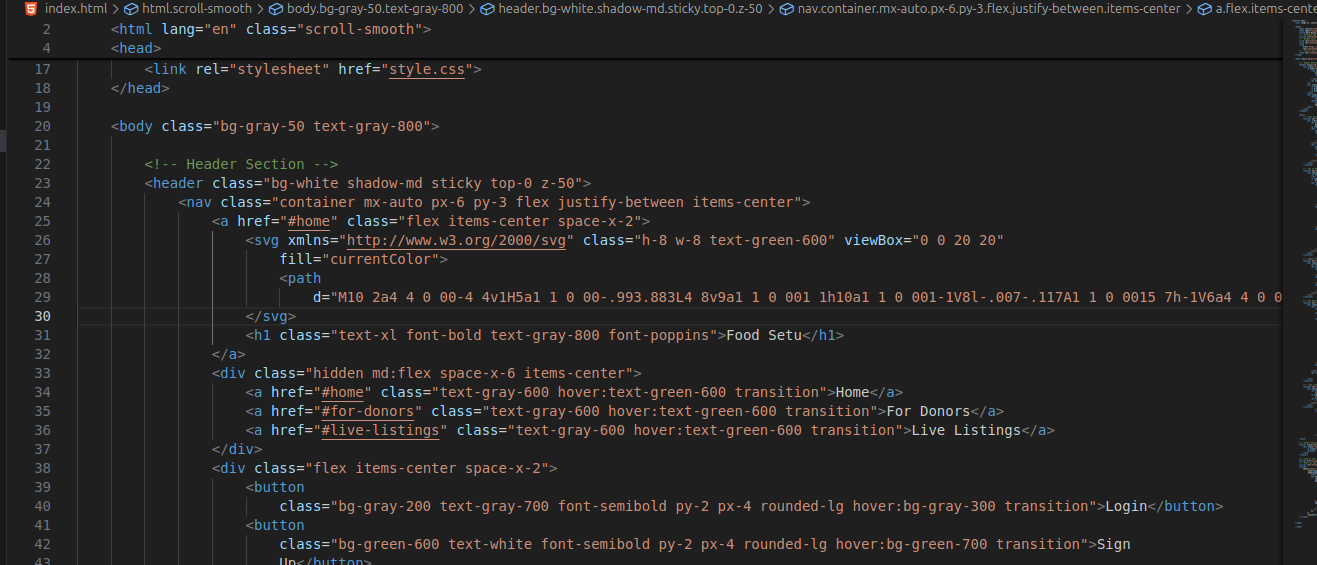 index.html > html.scroll-smooth > body.bg-gray-50.text-gray-800 > header.bg-white.shadow-md.sticky.top-0.z-50 > nav.container.mx-auto.px-6.py-3.flex.justify-between.items-center > a.flex.items-cente
2 <html lang="en" class="scroll-smooth">
4 <head>
17 <link rel="stylesheet" href="style.css">
18 </head>
19
20 <body class="bg-gray-50 text-gray-800">
21
22 <!-- Header Section -->
23 <header class="bg-white shadow-md sticky top-0 z-50">
24 <nav class="container mx-auto px-6 py-3 flex justify-between items-center">
25 <a href="#home" class="flex items-center space-x-2">
26 <svg xmlns="http://www.w3.org/2000/svg" class="h-8 w-8 text-green-600" viewBox="0 0 20 20"
27 fill="currentColor">
28 <path
29 d="M10 2a4 4 0 00-4 4v1H5a1 1 0 00-.993.883L4 8v9a1 1 0 001 1h10a1 1 0 001-1V8l-.007-.117A1 1 0 0015 7h-1V6a4 4 0 0
30 </svg>
31 <h1 class="text-xl font-bold text-gray-800 font-poppins">Food Setu</h1>
32 </a>
33 <div class="hidden md:flex space-x-6 items-center">
34 <a href="#home" class="text-gray-600 hover:text-green-600 transition">Home</a>
35 <a href="#for-donors" class="text-gray-600 hover:text-green-600 transition">For Donors</a>
36 <a href="#live-listings" class="text-gray-600 hover:text-green-600 transition">Live Listings</a>
37 </div>
38 <div class="flex items-center space-x-2">
39 <button
40 class="bg-gray-200 text-gray-700 font-semibold py-2 px-4 rounded-lg hover:bg-gray-300 transition">Login</button>
41 <button
42 class="bg-green-600 text-white font-semibold py-2 px-4 rounded-lg hover:bg-green-700 transition">Sign
43 Up</button>